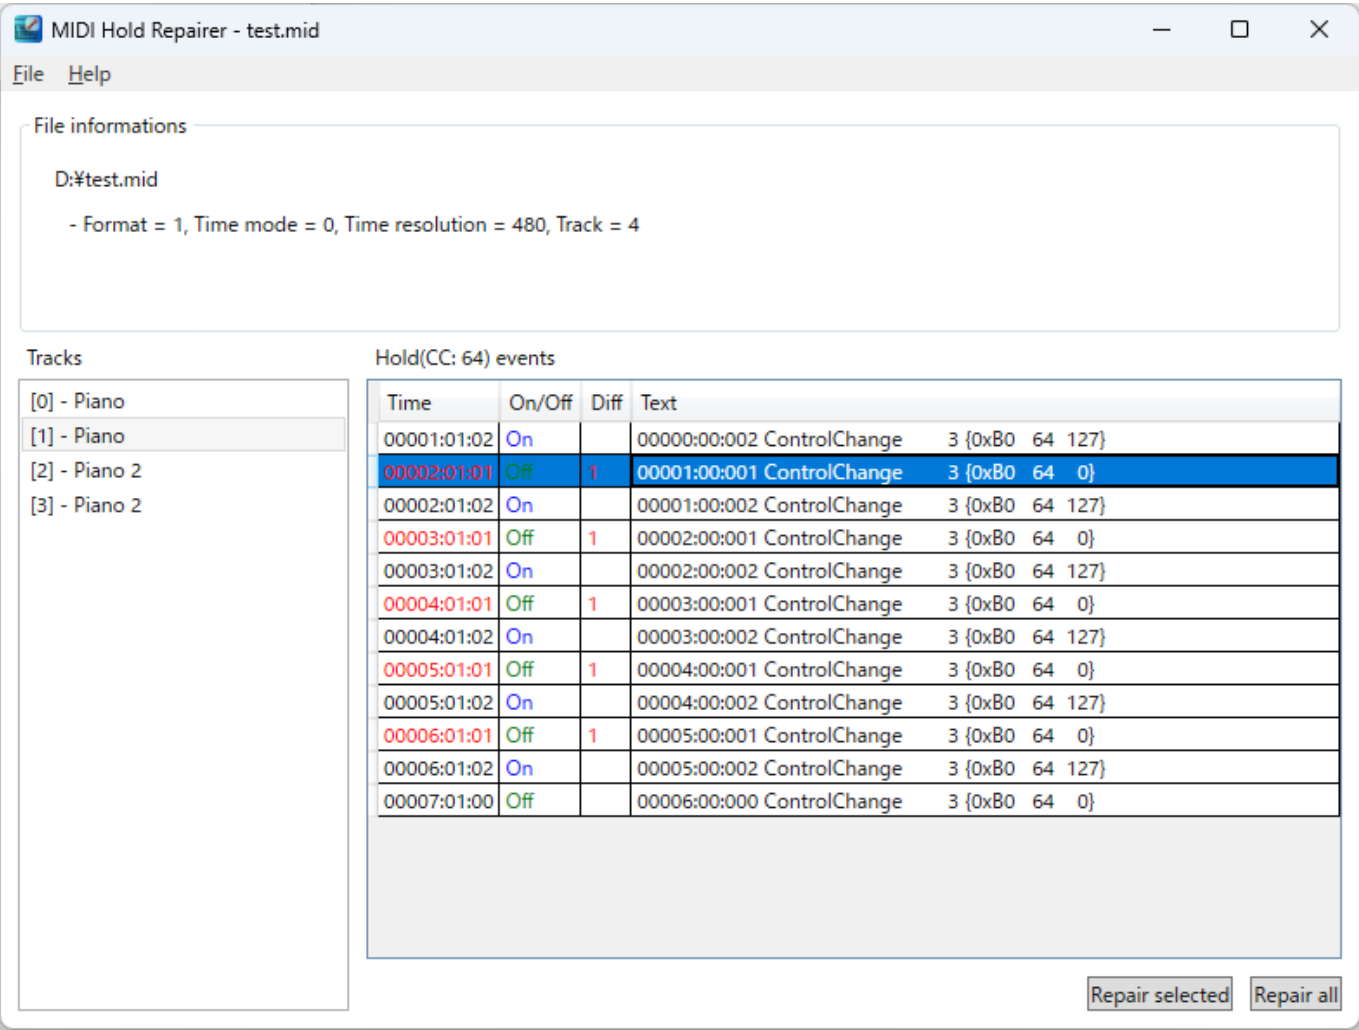 MIDI Hold Repairer - test.mid
File Help
File informations
D:¥test.mid
- Format = 1, Time mode = 0, Time resolution = 480, Track = 4
Tracks
[0] - Piano
[1] - Piano
[2] - Piano 2
[3] - Piano 2
Hold(CC: 64) events
Time On/Off Diff Text
00001:01:02 On 00000:00:002 ControlChange 3 {0xB0 64 127}
00002:01:01 Off 1 00001:00:001 ControlChange 3 {0xB0 64 0}
00002:01:02 On 00001:00:002 ControlChange 3 {0xB0 64 127}
00003:01:01 Off 1 00002:00:001 ControlChange 3 {0xB0 64 0}
00003:01:02 On 00002:00:002 ControlChange 3 {0xB0 64 127}
00004:01:01 Off 1 00003:00:001 ControlChange 3 {0xB0 64 0}
00004:01:02 On 00003:00:002 ControlChange 3 {0xB0 64 127}
00005:01:01 Off 1 00004:00:001 ControlChange 3 {0xB0 64 0}
00005:01:02 On 00004:00:002 ControlChange 3 {0xB0 64 127}
00006:01:01 Off 1 00005:00:001 ControlChange 3 {0xB0 64 0}
00006:01:02 On 00005:00:002 ControlChange 3 {0xB0 64 127}
00007:01:00 Off 00006:00:000 ControlChange 3 {0xB0 64 0}
Repair selected Repair all